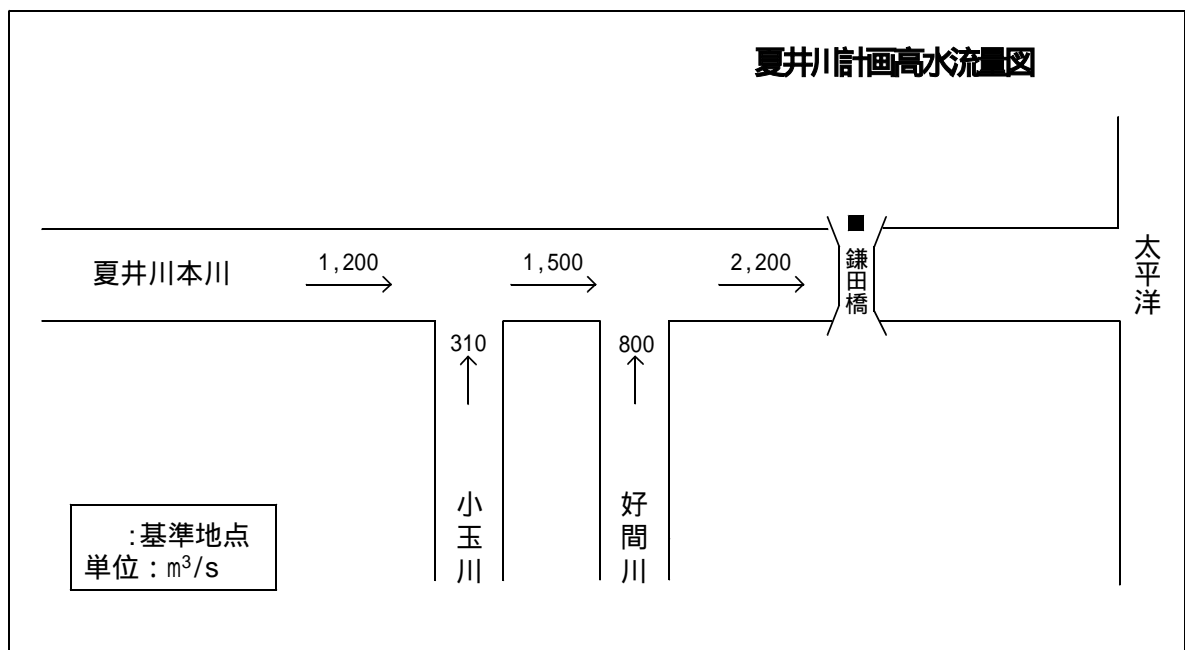 夏井川計画高水流量図
夏井川本川
1,200
1,500
2,200
鎌田橋
太平洋
310
800
小玉川
好間川
:基準地点
単位：m³/s